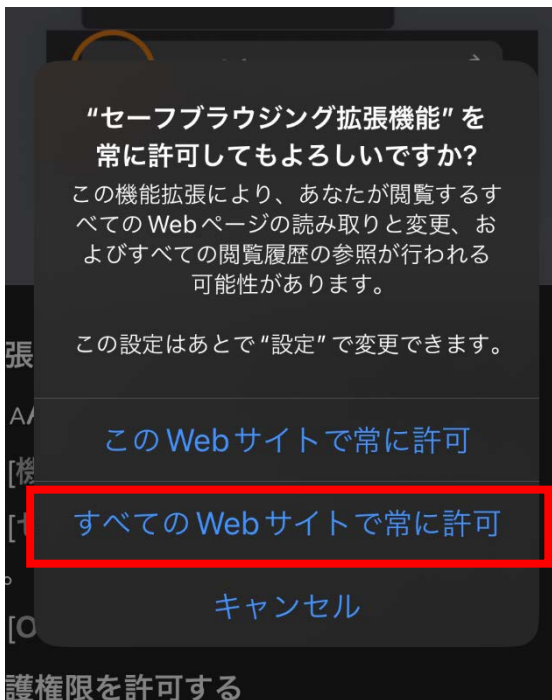 “セーフブラウジング拡張機能” を
常に許可してもよろしいですか?
この機能拡張により、あなたが閲覧するす
べての Web ページの読み取りと変更、お
よびすべての閲覧履歴の参照が行われる
可能性があります。
この設定はあとで “設定” で変更できます。
張
AA
[機
このWebサイトで常に許可
[セ
すべてのWebサイトで常に許可
。
キャンセル
[O
護権限を許可する